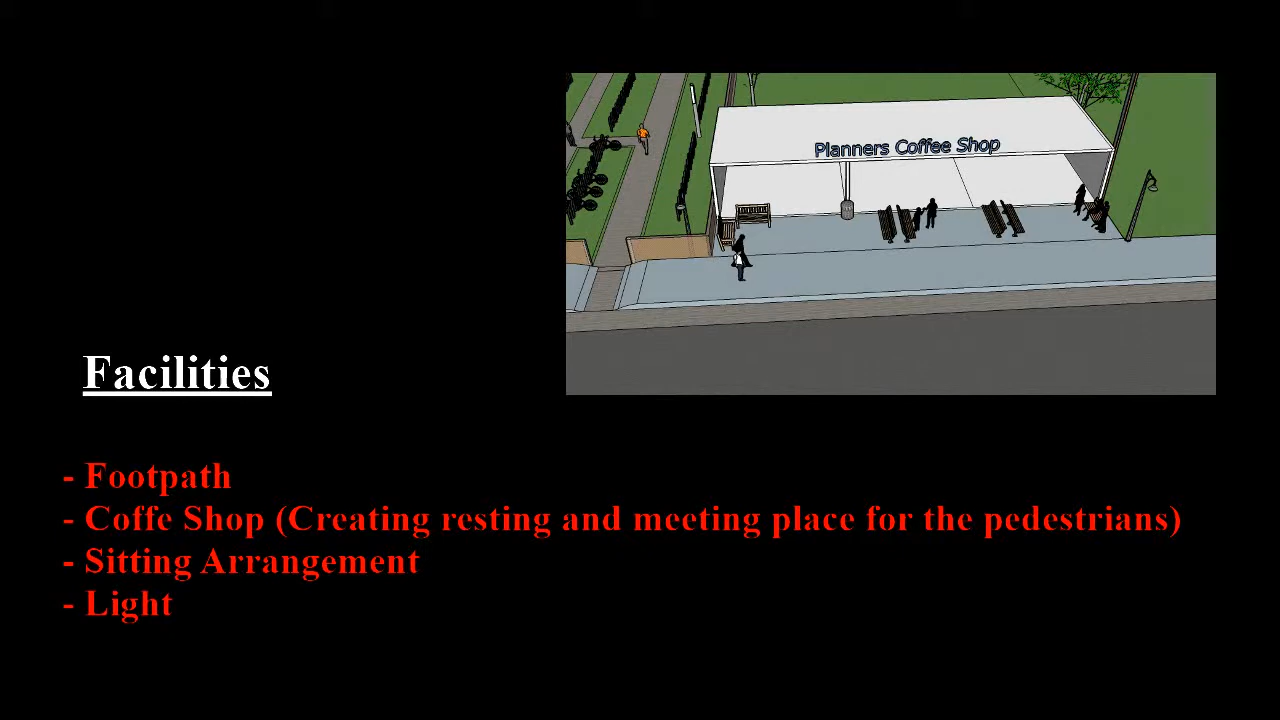 Planners Coffee Shop
Facilities
- Footpath
- Coffe Shop (Creating resting and meeting place for the pedestrians)
- Sitting Arrangement
- Light